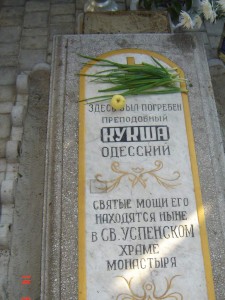 ЗДЕСЬ БЫЛ ПОГРЕБЕН
ПРЕПОДОБНЫЙ
КУКША
ОДЕССКИЙ
СВЯТЫЕ МОЩИ ЕГО
НАХОДЯТСЯ НЫНЕ
В СВ. УСПЕНСКОМ
ХРАМЕ
МОНАСТЫРЯ